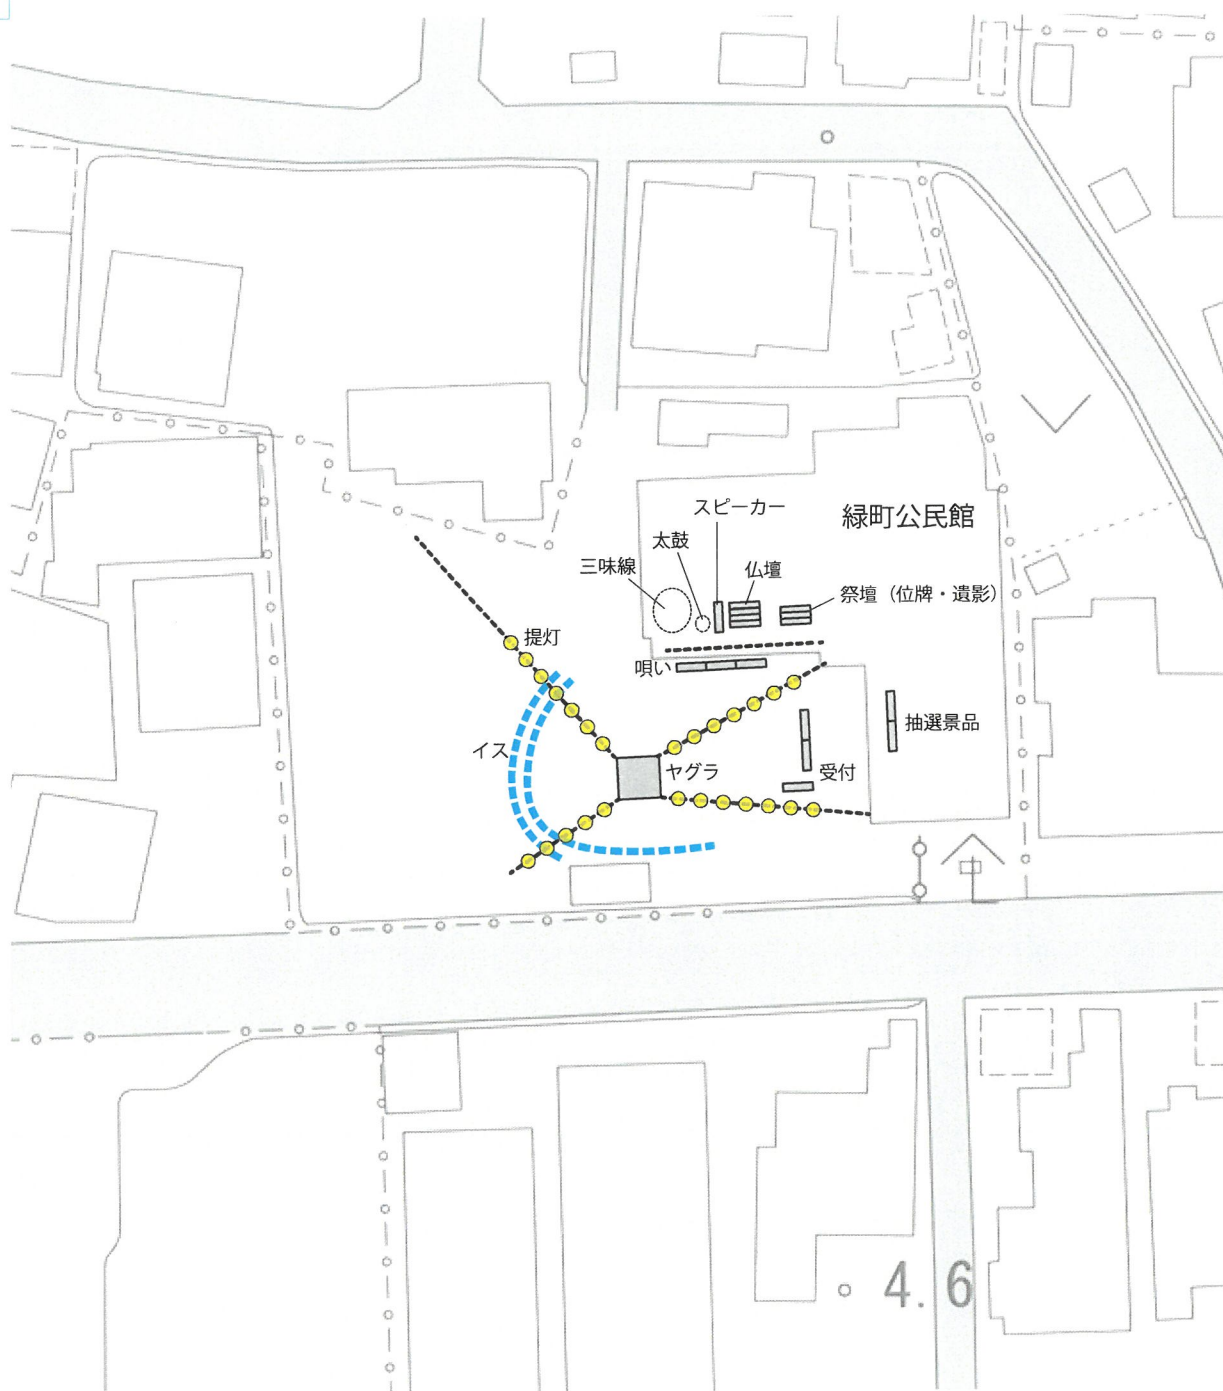 スピーカー
緑町公民館
太鼓
三味線
仏壇
祭壇（位牌・遺影）
提灯
唄い
抽選景品
イス
ヤグラ
受付
4.6